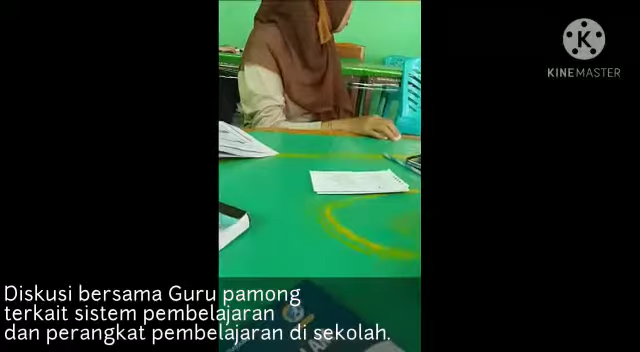 K
KINEMASTER
Diskusi bersama Guru pamong
terkait sistem pembelajaran
dan perangkat pembelajaran di sekolah.